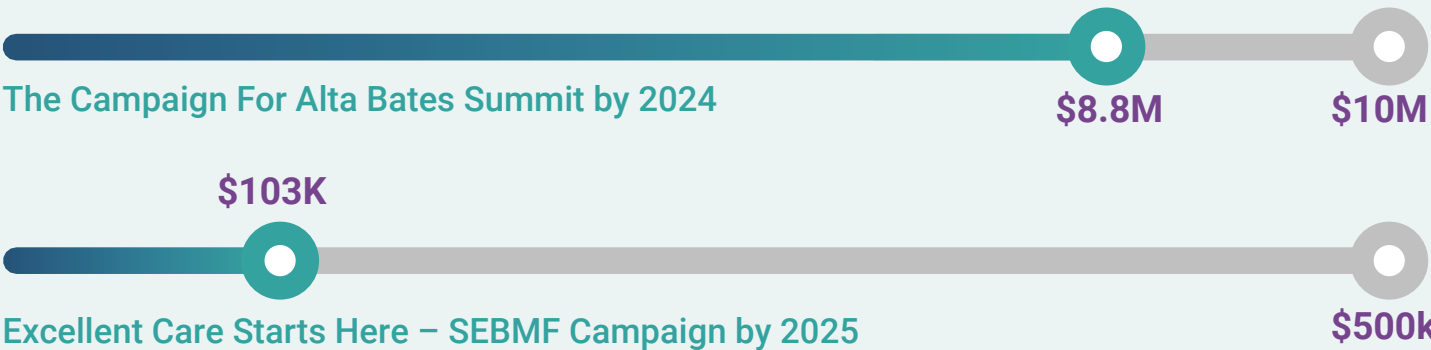 The Campaign For Alta Bates Summit by 2024
$8.8M
$10M
$103K
Excellent Care Starts Here – SEBMF Campaign by 2025
$500k